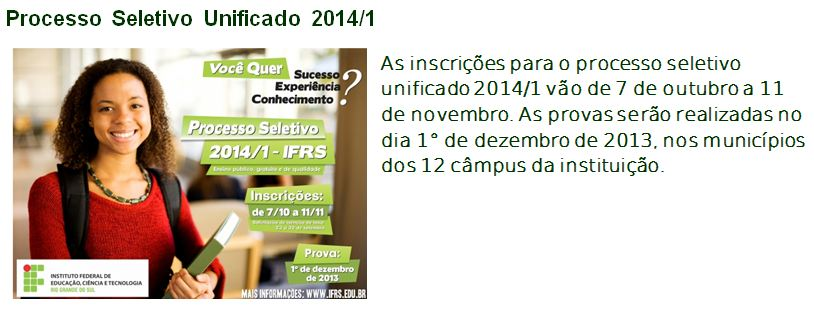 Processo Seletivo Unificado 2014/1
Você Quer
Sucesso
Experiência
Conhecimento
?
Processo Seletivo
2014/1 - IFRS
Ensino público, gratuito e de qualidade
Inscrições:
de 7/10 a 11/11
Prova:
1º de dezembro
de 2013
INSTITUTO FEDERAL DE
EDUCAÇÃO, CIÊNCIA E TECNOLOGIA
RIO GRANDE DO SUL
MAIS INFORMAÇÕES: WWW.IFRS.EDU.BR
As inscrições para o processo seletivo
unificado 2014/1 vão de 7 de outubro a 11
de novembro. As provas serão realizadas no
dia 1° de dezembro de 2013, nos municípios
dos 12 câmpus da instituição.